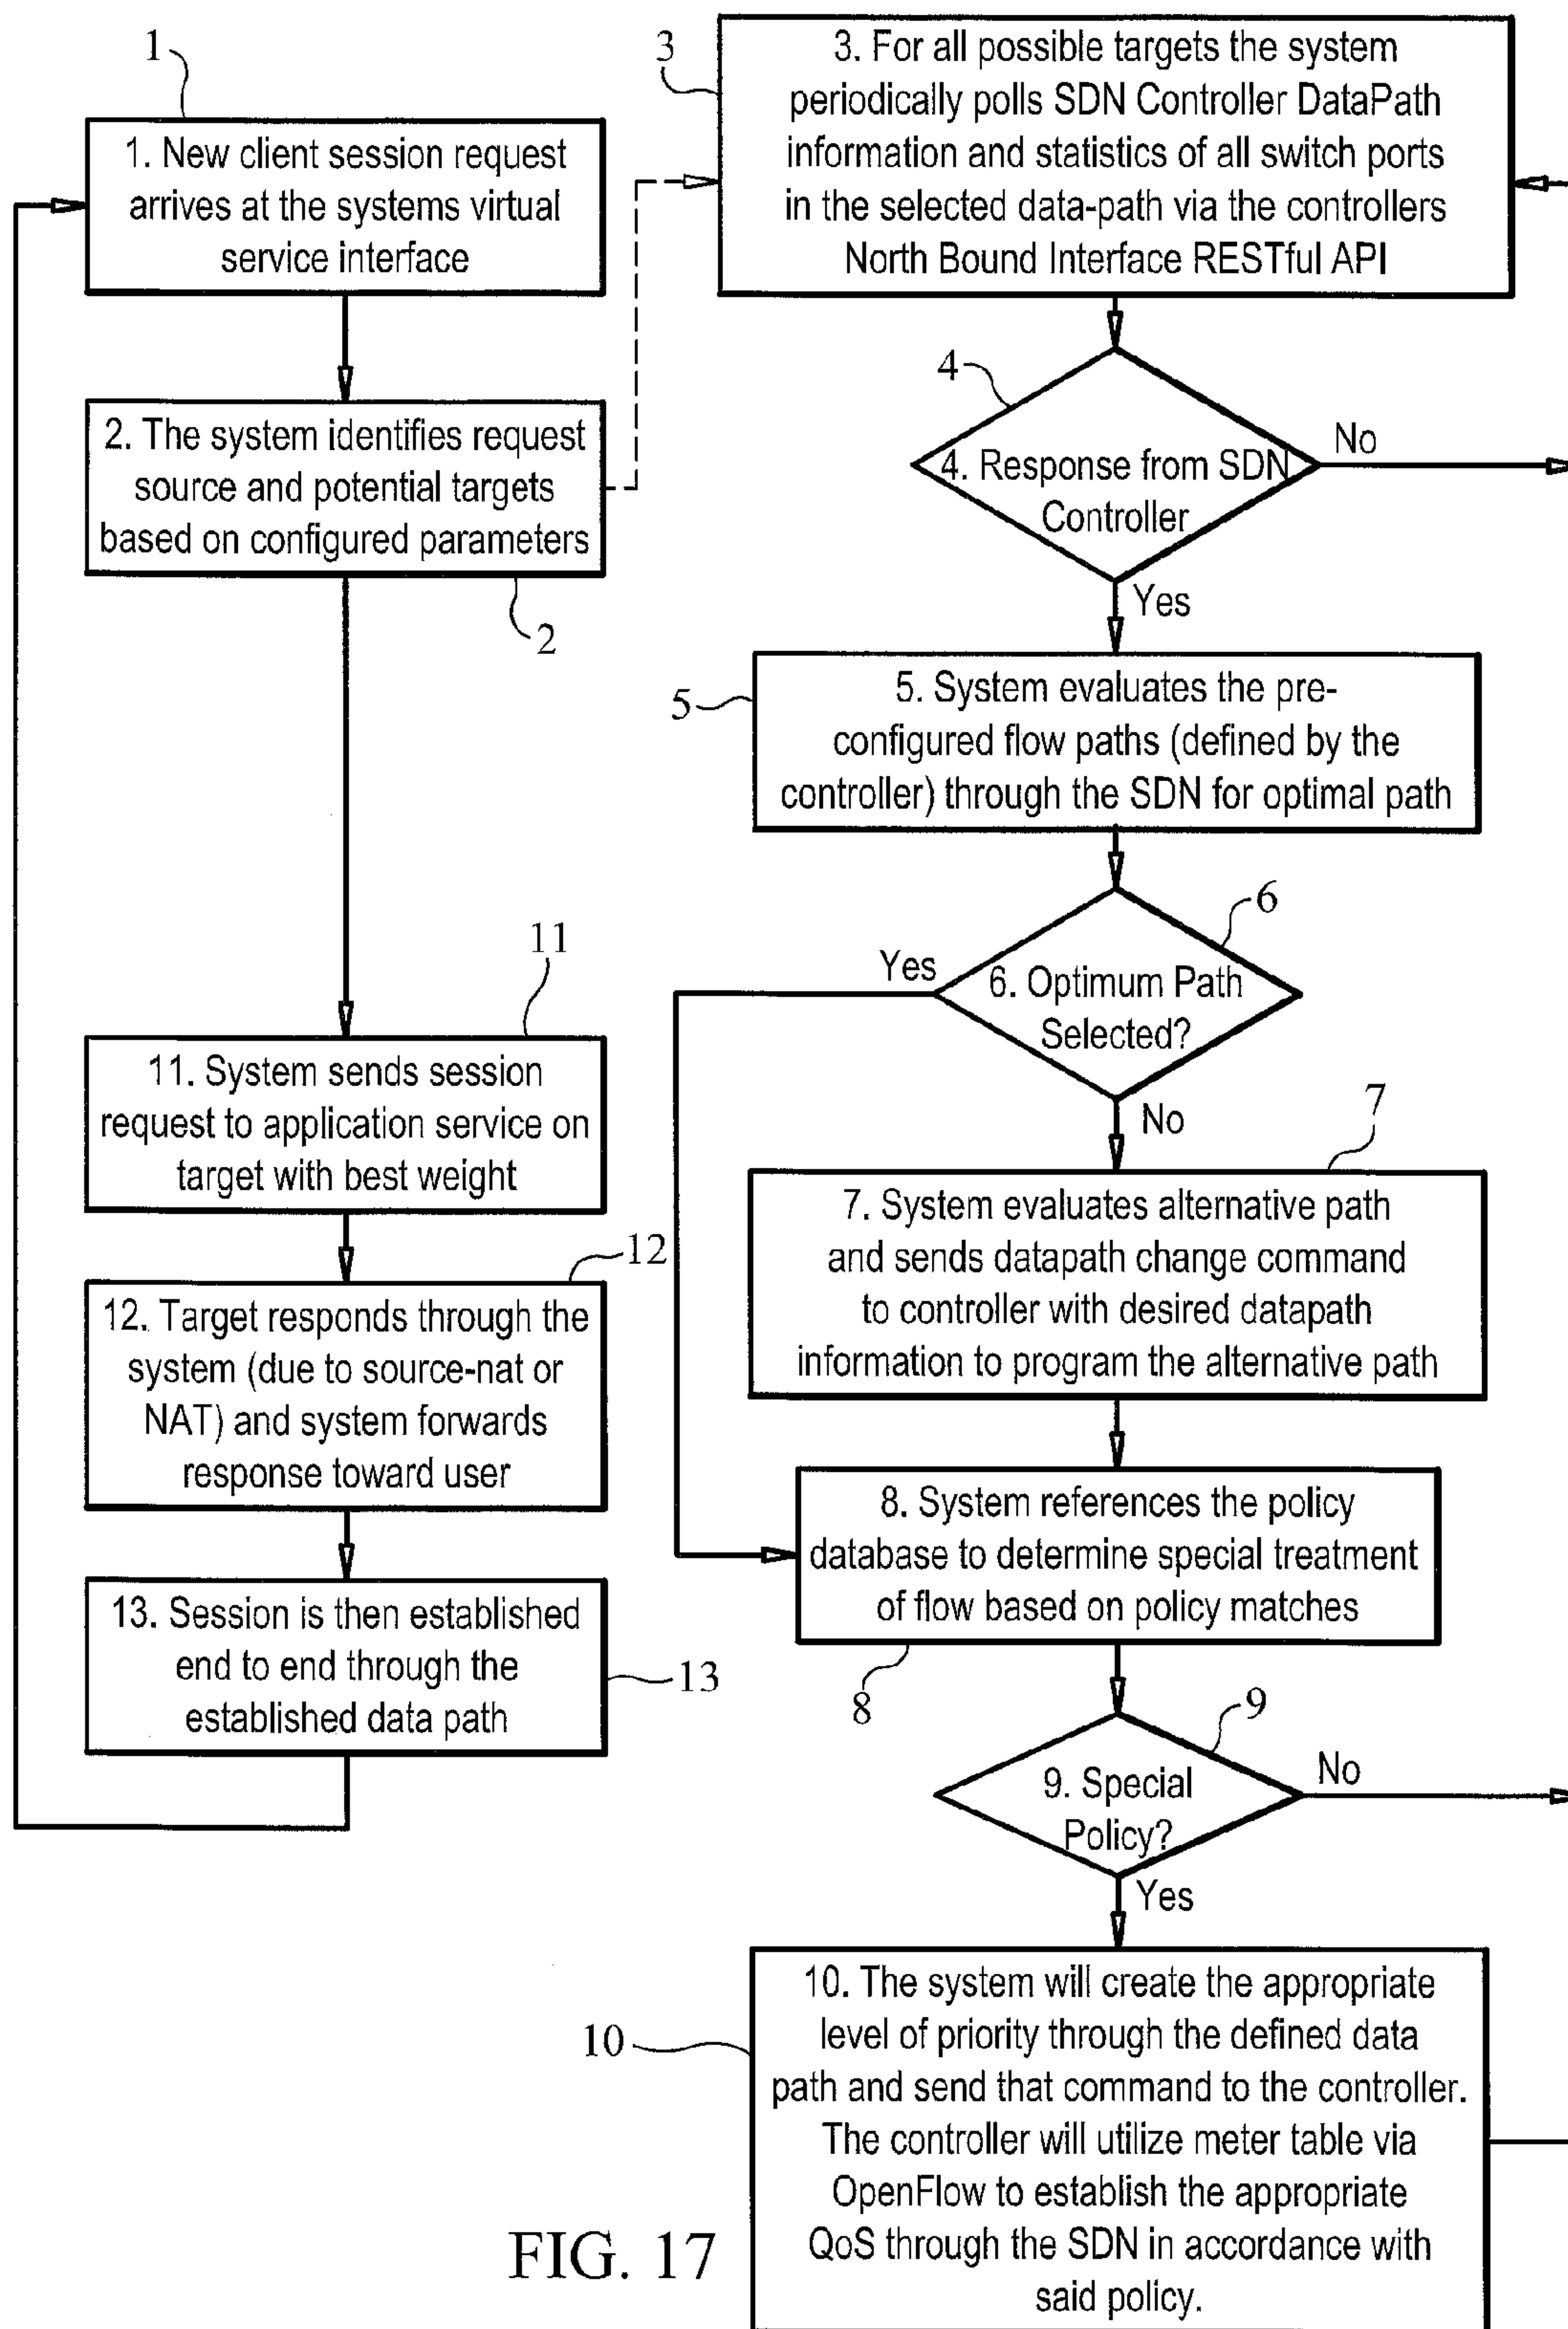 1
1. New client session request
arrives at the systems virtual
service interface
2. The system identifies request
source and potential targets
based on configured parameters
2
11
11. System sends session
request to application service on
target with best weight
12
12. Target responds through the
system (due to source-nat or
NAT) and system forwards
response toward user
13. Session is then established
end to end through the
established data path
13
3
3. For all possible targets the system
periodically polls SDN Controller DataPath
information and statistics of all switch ports
in the selected data-path via the controllers
North Bound Interface RESTful API
4
4. Response from SDN
Controller
No
Yes
5
5. System evaluates the pre-
configured flow paths (defined by the
controller) through the SDN for optimal path
6
Yes
6. Optimum Path
Selected?
No
7
7. System evaluates alternative path
and sends datapath change command
to controller with desired datapath
information to program the alternative path
8. System references the policy
database to determine special treatment
of flow based on policy matches
8
9
9. Special
Policy?
No
Yes
10
10. The system will create the appropriate
level of priority through the defined data
path and send that command to the controller.
The controller will utilize meter table via
OpenFlow to establish the appropriate
QoS through the SDN in accordance with
said policy.
FIG. 17